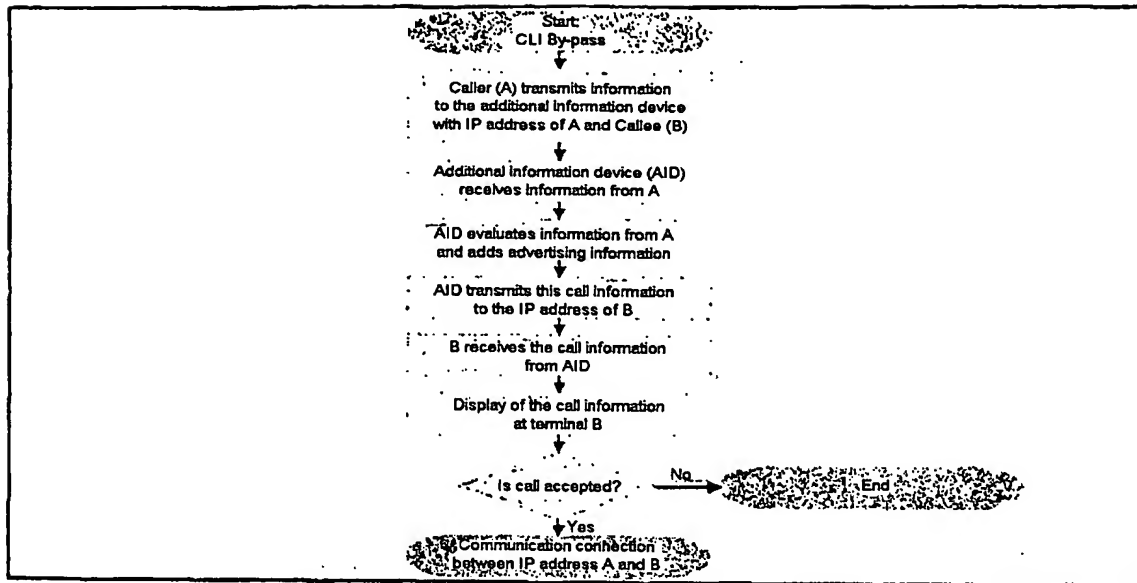 Start:
CLI By-pass
Caller (A) transmits information
to the additional information device
with IP address of A and Callee (B)
Additional information device (AID)
receives information from A
AID evaluates information from A
and adds advertising information
AID transmits this call information
to the IP address of B
B receives the call information
from AID
Display of the call information
at terminal B
Is call accepted?
No
End
Yes
Communication connection
between IP address A and B